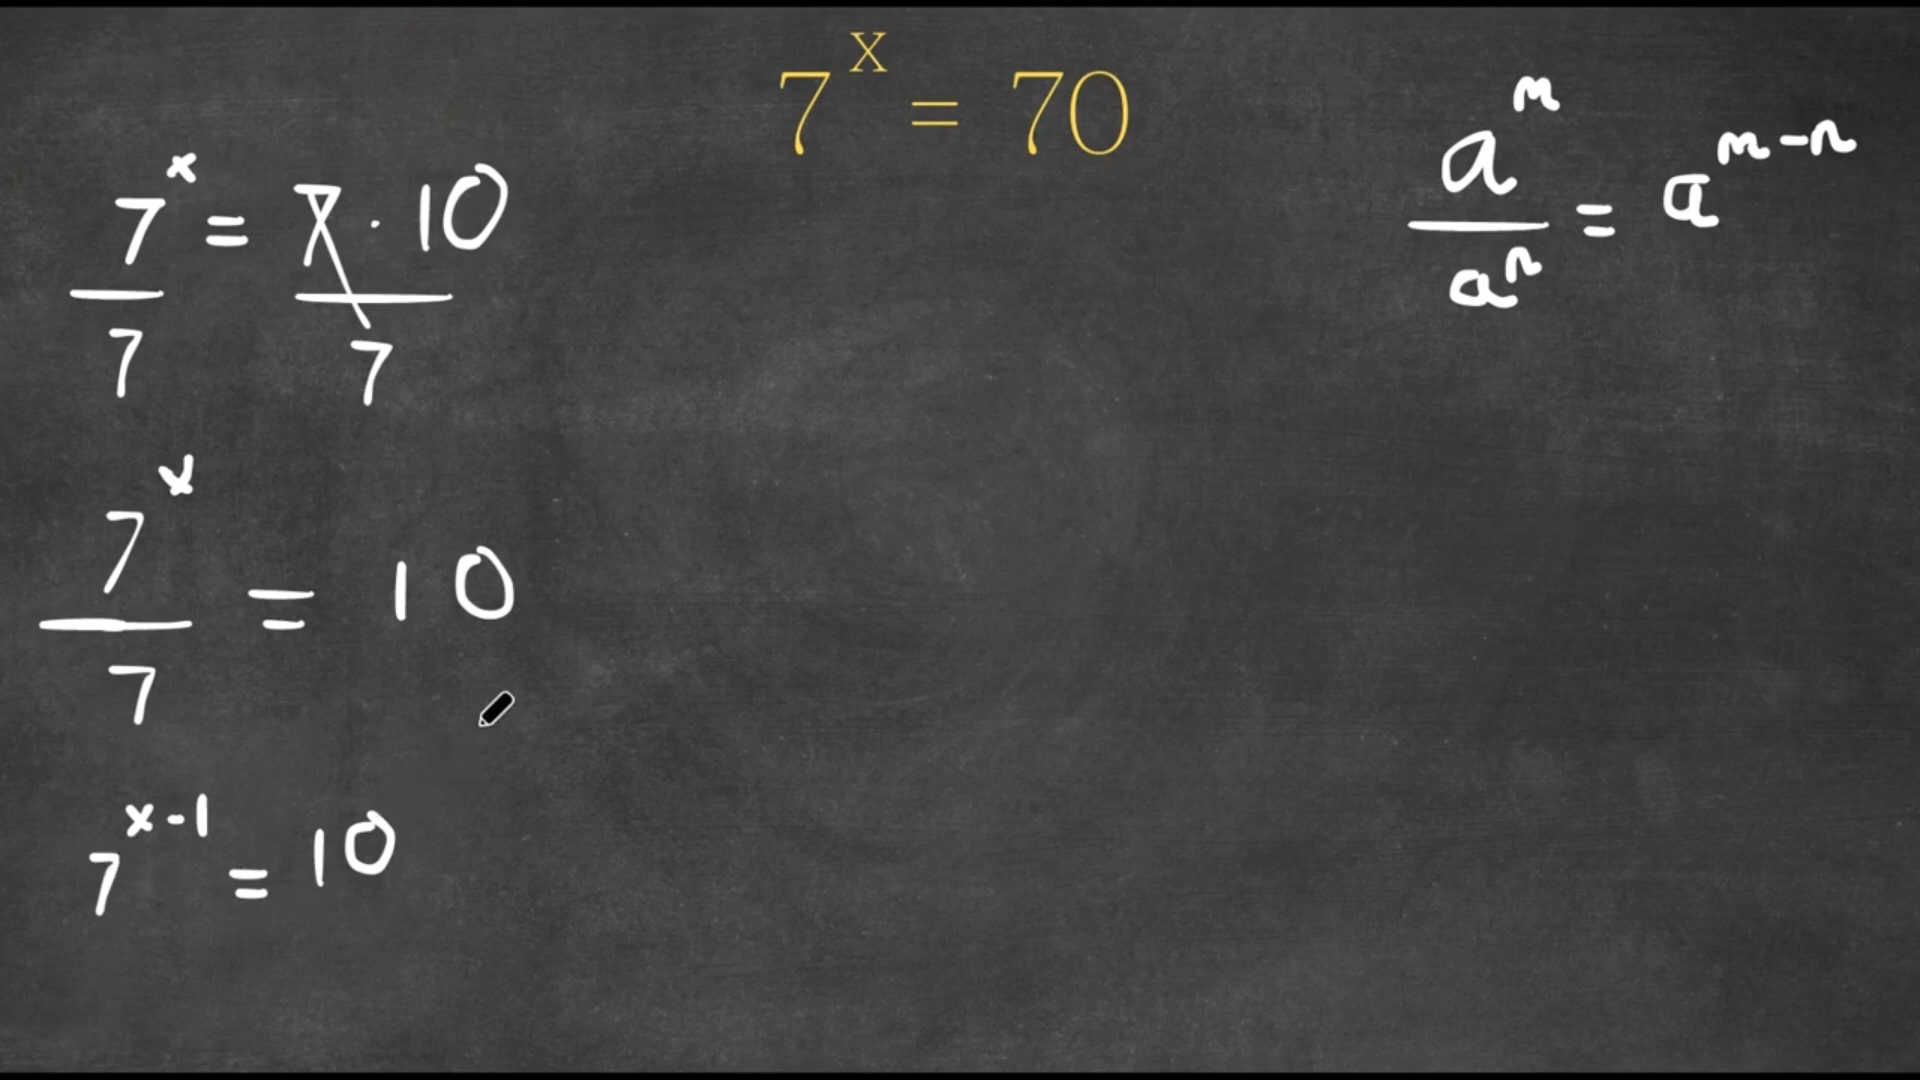 7^x = 70
7^x / 7 = 7 · 10 / 7
a^m / a^n = a^(m-n)
7^x / 7 = 10
7^(x-1) = 10